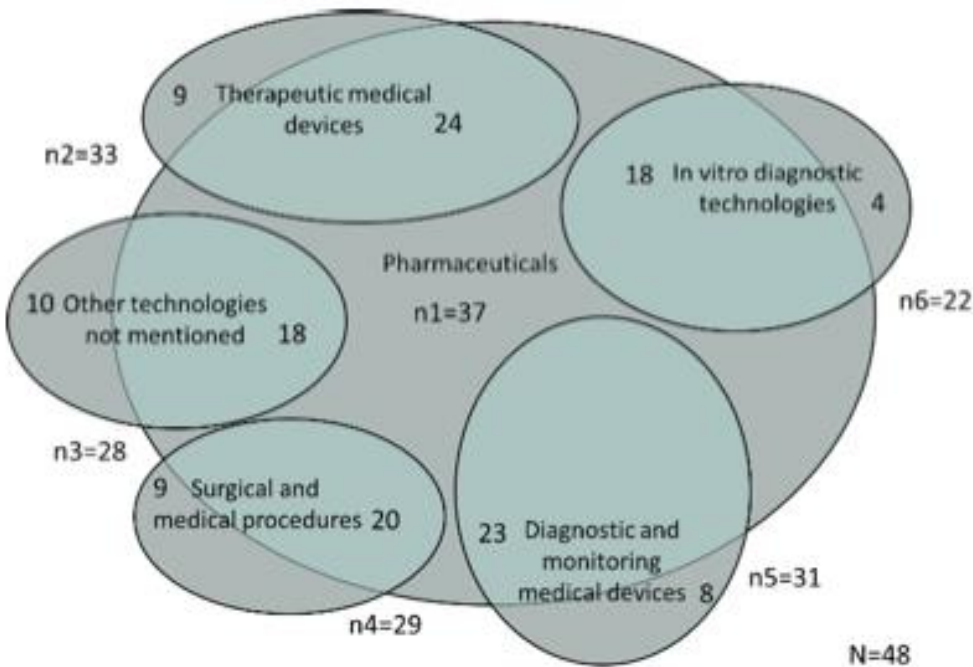 9 Therapeutic medical
devices 24
n2=33
18 In vitro diagnostic
technologies 4
Pharmaceuticals
n1=37
n6=22
10 Other technologies
not mentioned 18
n3=28
9 Surgical and
medical procedures 20
n4=29
23 Diagnostic and
monitoring
medical devices 8
n5=31
N=48